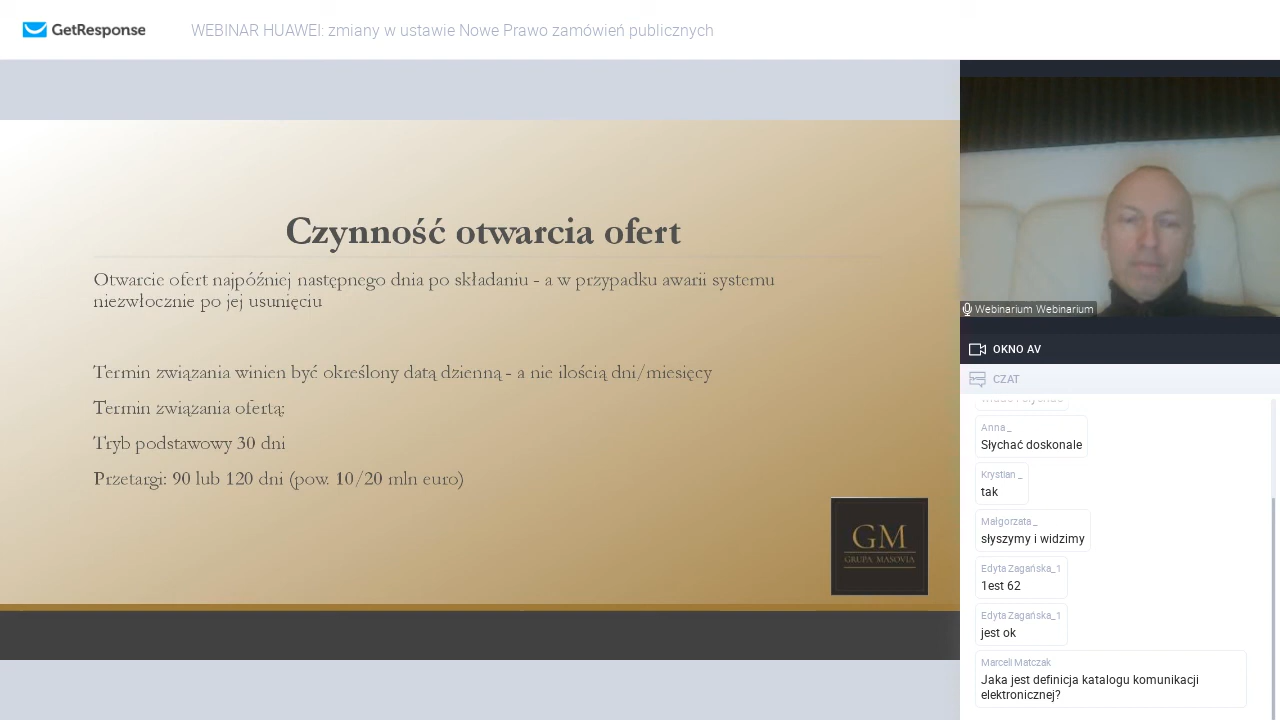 GetResponse
WEBINAR HUAWEI: zmiany w ustawie Nowe Prawo zamówień publicznych
Czynność otwarcia ofert
Otwarcie ofert najpóźniej następnego dnia po składaniu - a w przypadku awarii systemu
niezwłocznie po jej usunięciu
Termin związania winien być określony datą dzienną - a nie ilością dni/miesięcy
Termin związania ofertą:
Tryb podstawowy 30 dni
Przetargi: 90 lub 120 dni (pow. 10/20 mln euro)
GM
GRUPA MASOVIA
Webinarium Webinarium
OKNO AV
CZAT
Anna _
Słychać doskonale
Krystian _
tak
Małgorzata _
słyszymy i widzimy
Edyta Zagańska_1
1est 62
Edyta Zagańska_1
jest ok
Marceli Matczak
Jaka jest definicja katalogu komunikacji
elektronicznej?